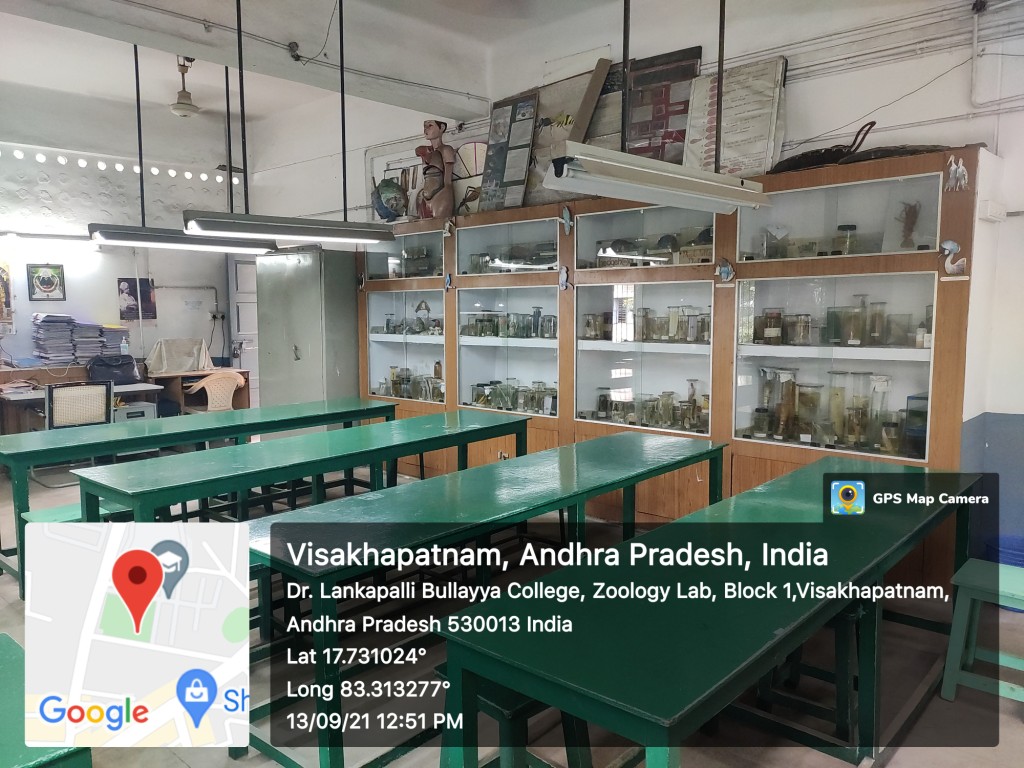 GPS Map Camera
Visakhapatnam, Andhra Pradesh, India
Dr. Lankapalli Bullayya College, Zoology Lab, Block 1,Visakhapatnam,
Andhra Pradesh 530013 India
Lat 17.731024°
Long 83.313277°
13/09/21 12:51 PM
Google
Sh